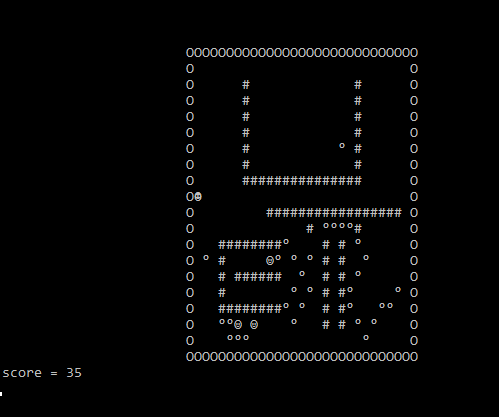 score = 35